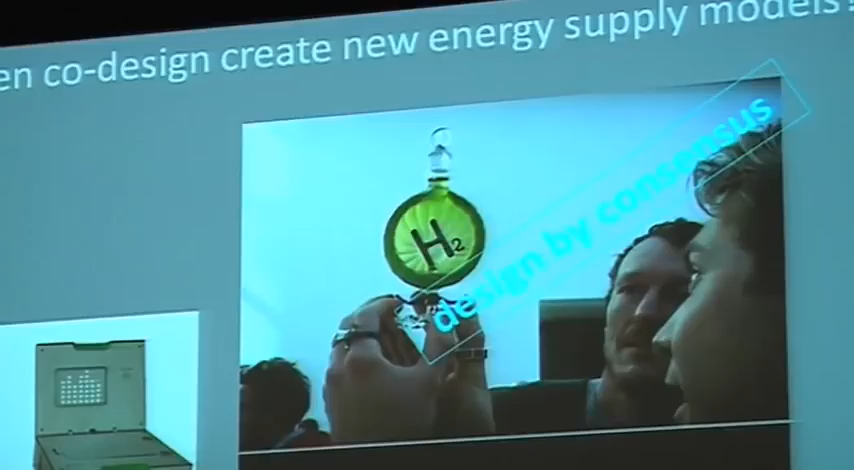 en co-design create new energy supply models?
H2
design by consensus